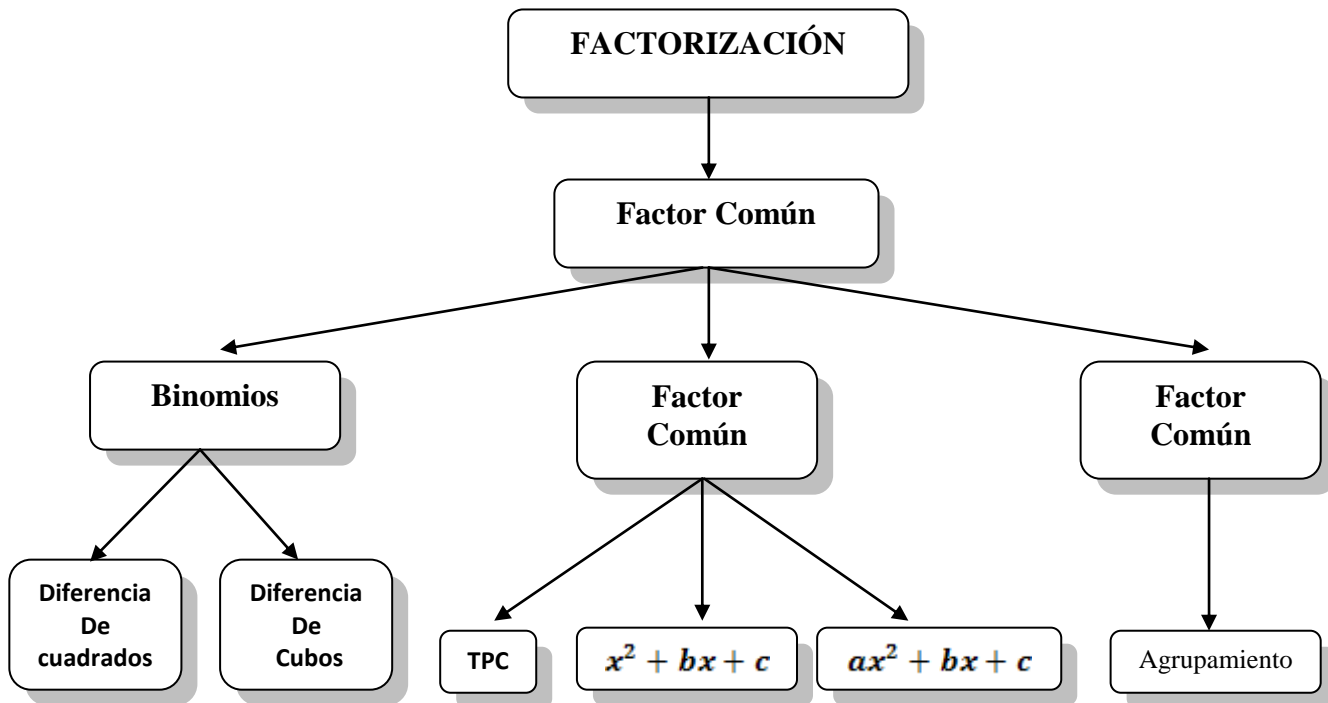 FACTORIZACIÓN
Factor Común
Binomios
Factor
Común
Factor
Común
Diferencia
De
cuadrados
Diferencia
De
Cubos
TPC
x² + bx + c
ax² + bx + c
Agrupamiento